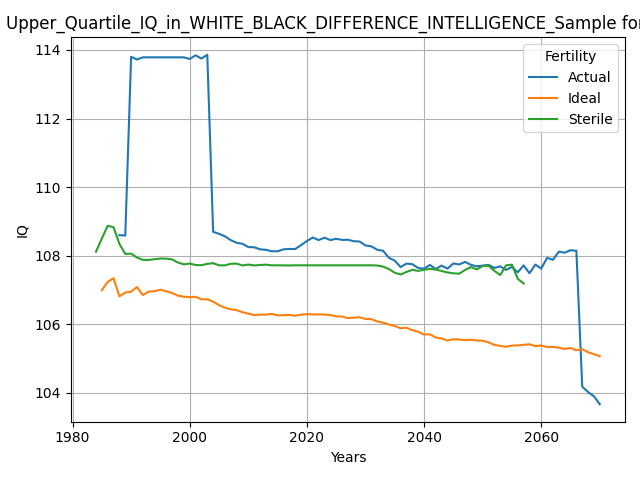 Upper_Quartile_IQ_in_WHITE_BLACK_DIFFERENCE_INTELLIGENCE_Sample for
114
112
110
108
106
104
IQ
Fertility
Actual
Ideal
Sterile
1980
2000
2020
2040
2060
Years